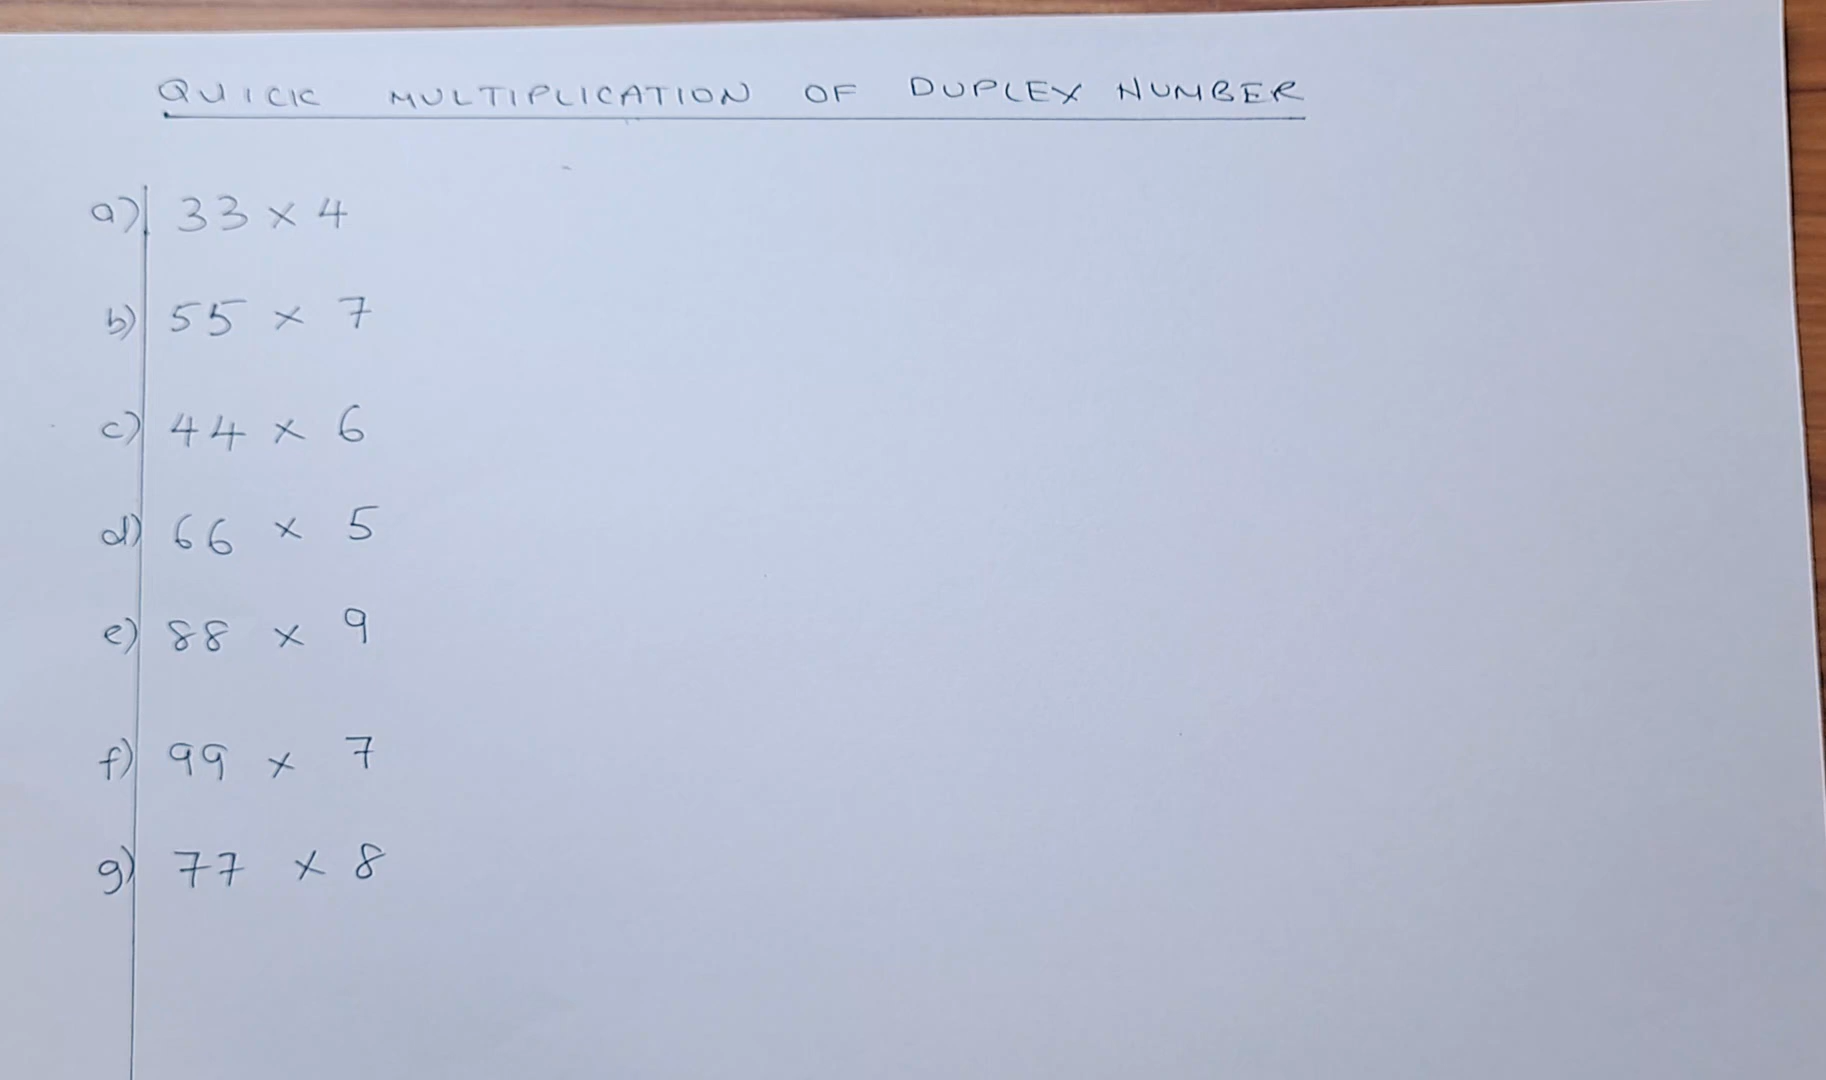 QUICK MULTIPLICATION OF DUPLEX NUMBER
a) 33 × 4
b) 55 × 7
c) 44 × 6
d) 66 × 5
e) 88 × 9
f) 99 × 7
g) 77 × 8